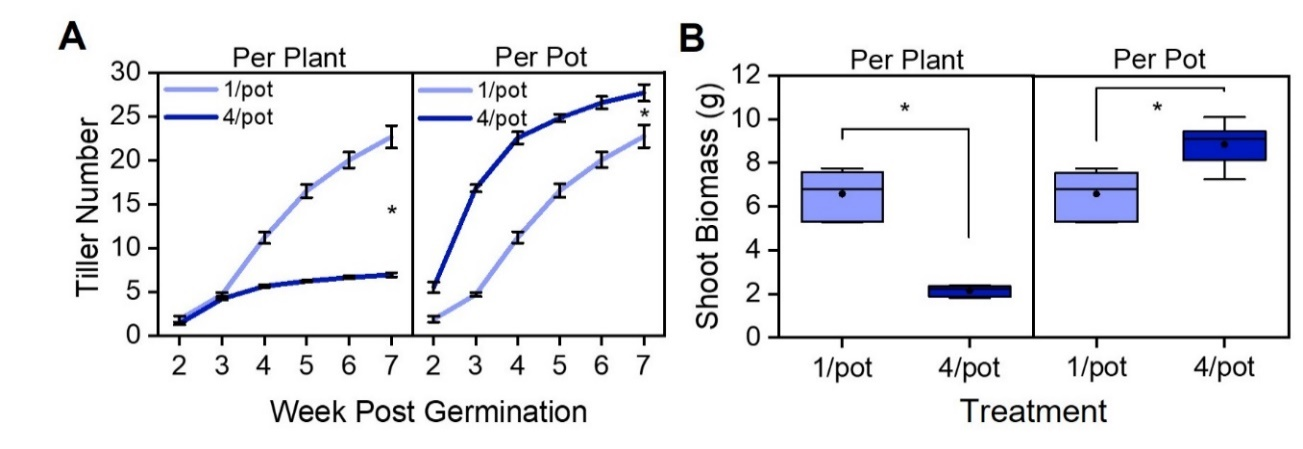 A
Per Plant
Per Pot
30
25
20
15
10
5
0
Tiller Number
1/pot
4/pot
1/pot
4/pot
*
*
2 3 4 5 6 7 2 3 4 5 6 7
Week Post Germination
B
Per Plant
Per Pot
12
10
8
6
4
2
0
Shoot Biomass (g)
*
*
1/pot 4/pot 1/pot 4/pot
Treatment